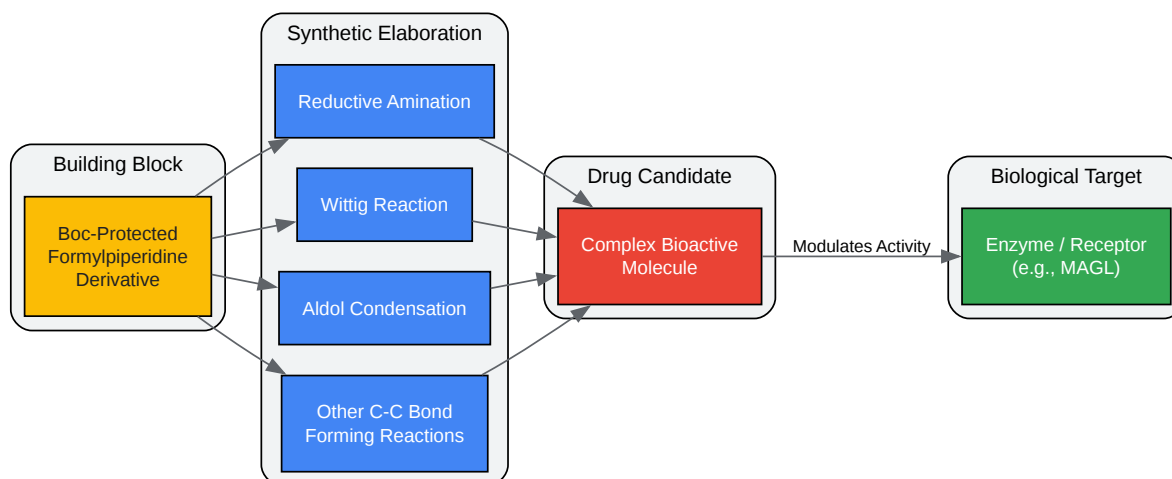 Synthetic Elaboration
Reductive Amination
Building Block
Boc-Protected
Formylpiperidine
Derivative
Wittig Reaction
Aldol Condensation
Other C-C Bond
Forming Reactions
Drug Candidate
Complex Bioactive
Molecule
Modulates Activity
Biological Target
Enzyme / Receptor
(e.g., MAGL)